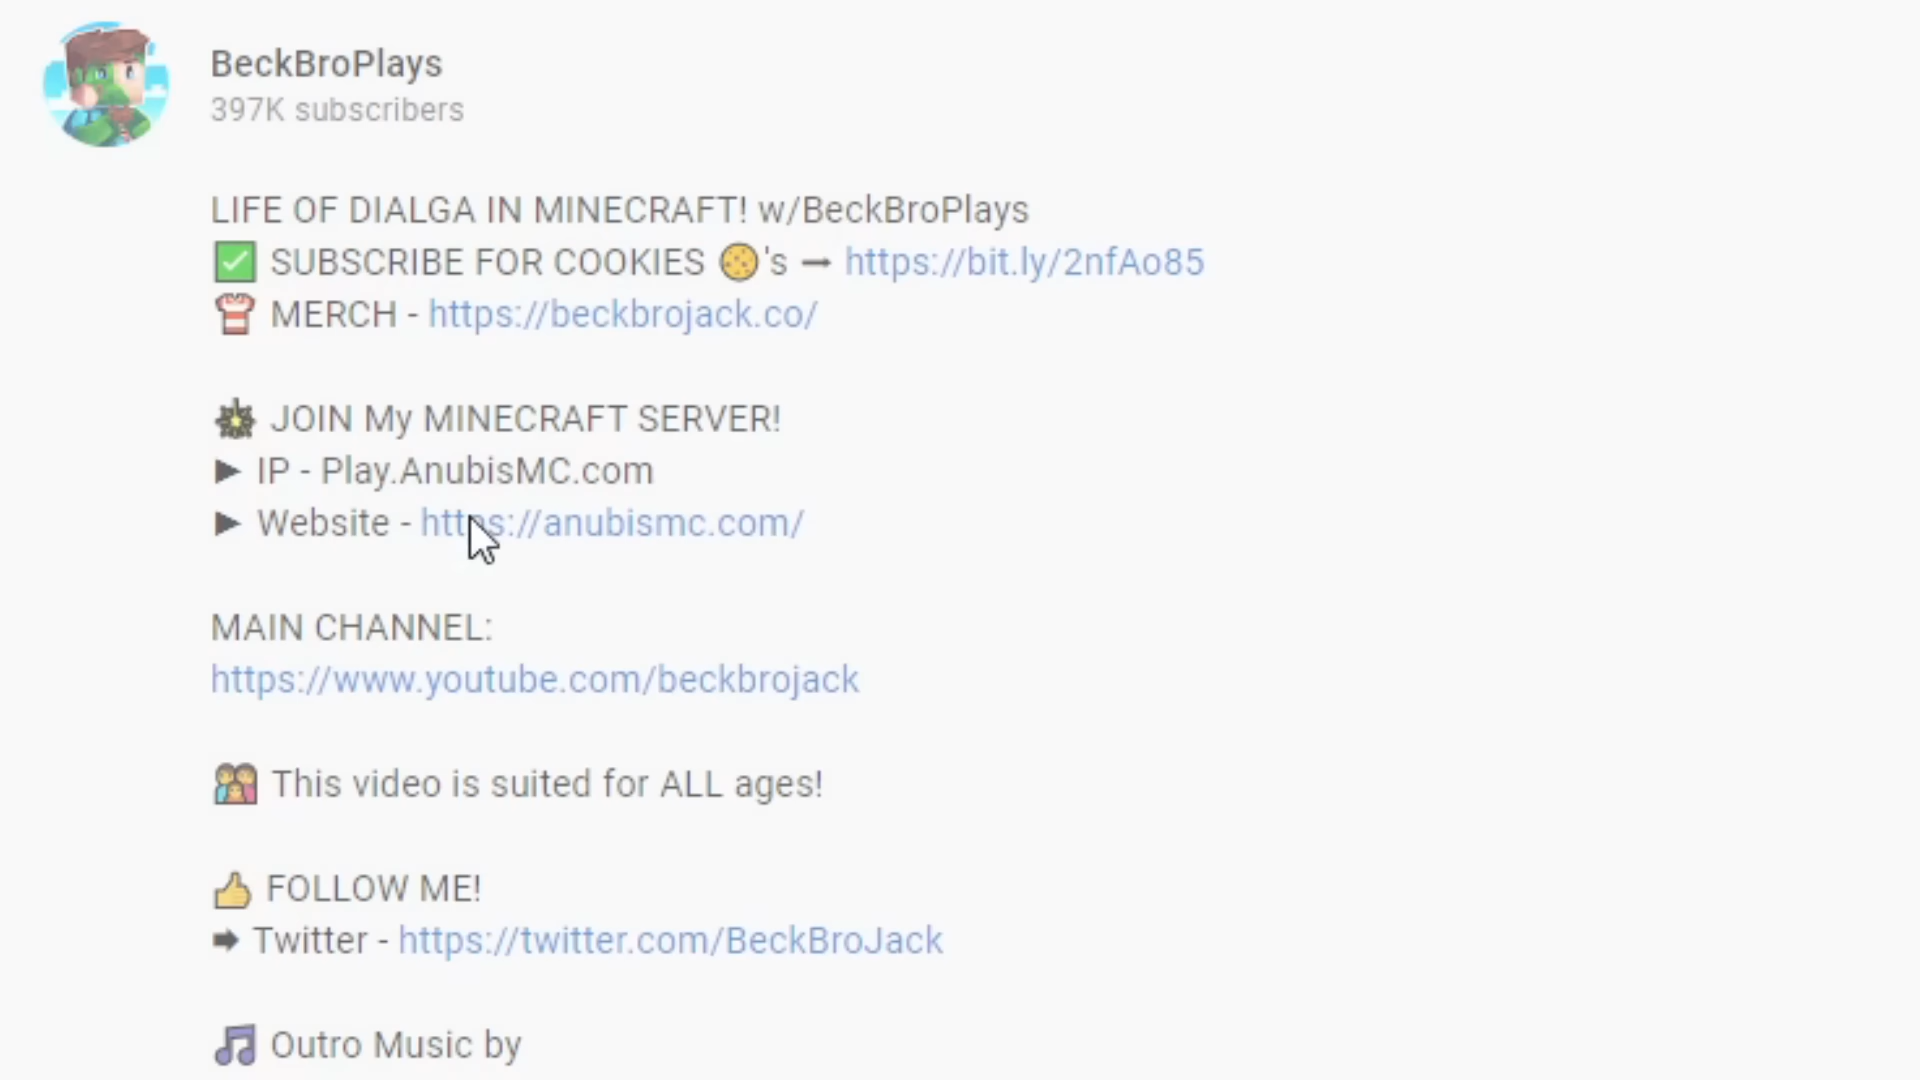 BeckBroPlays
397K subscribers
LIFE OF DIALGA IN MINECRAFT! w/BeckBroPlays
✅ SUBSCRIBE FOR COOKIES 🍪's ➞ https://bit.ly/2nfAo85
👕 MERCH - https://beckbrojack.co/
JOIN My MINECRAFT SERVER!
► IP - Play.AnubisMC.com
► Website - https://anubismc.com/
MAIN CHANNEL:
https://www.youtube.com/beckbrojack
👪 This video is suited for ALL ages!
👍 FOLLOW ME!
➡ Twitter - https://twitter.com/BeckBroJack
🎵 Outro Music by